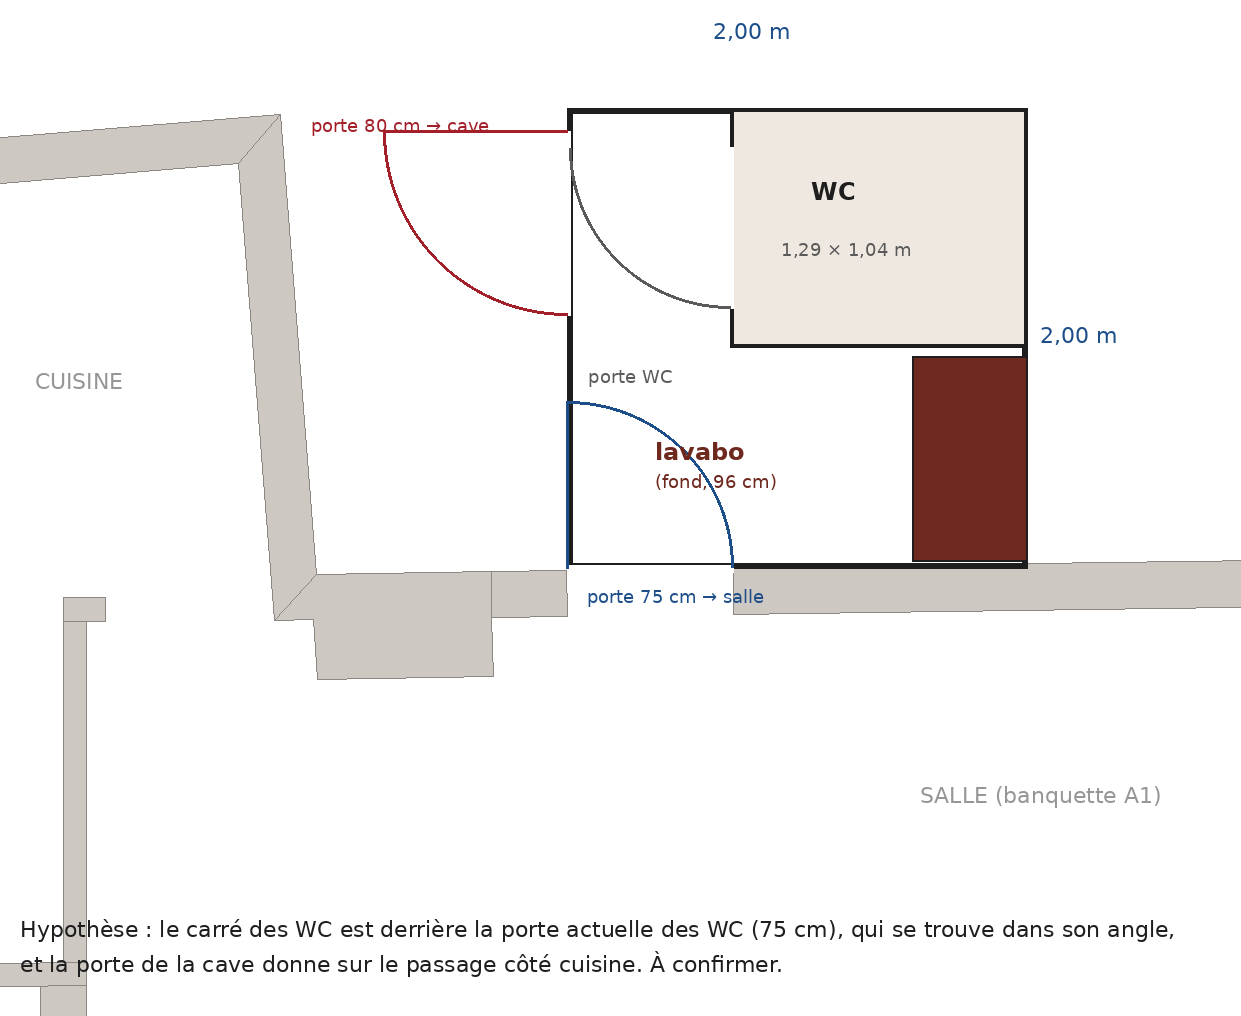 2,00 m
porte 80 cm → cave
WC
1,29 × 1,04 m
2,00 m
porte WC
CUISINE
lavabo
(fond, 96 cm)
porte 75 cm → salle
SALLE (banquette A1)
Hypothèse : le carré des WC est derrière la porte actuelle des WC (75 cm), qui se trouve dans son angle,
et la porte de la cave donne sur le passage côté cuisine. À confirmer.